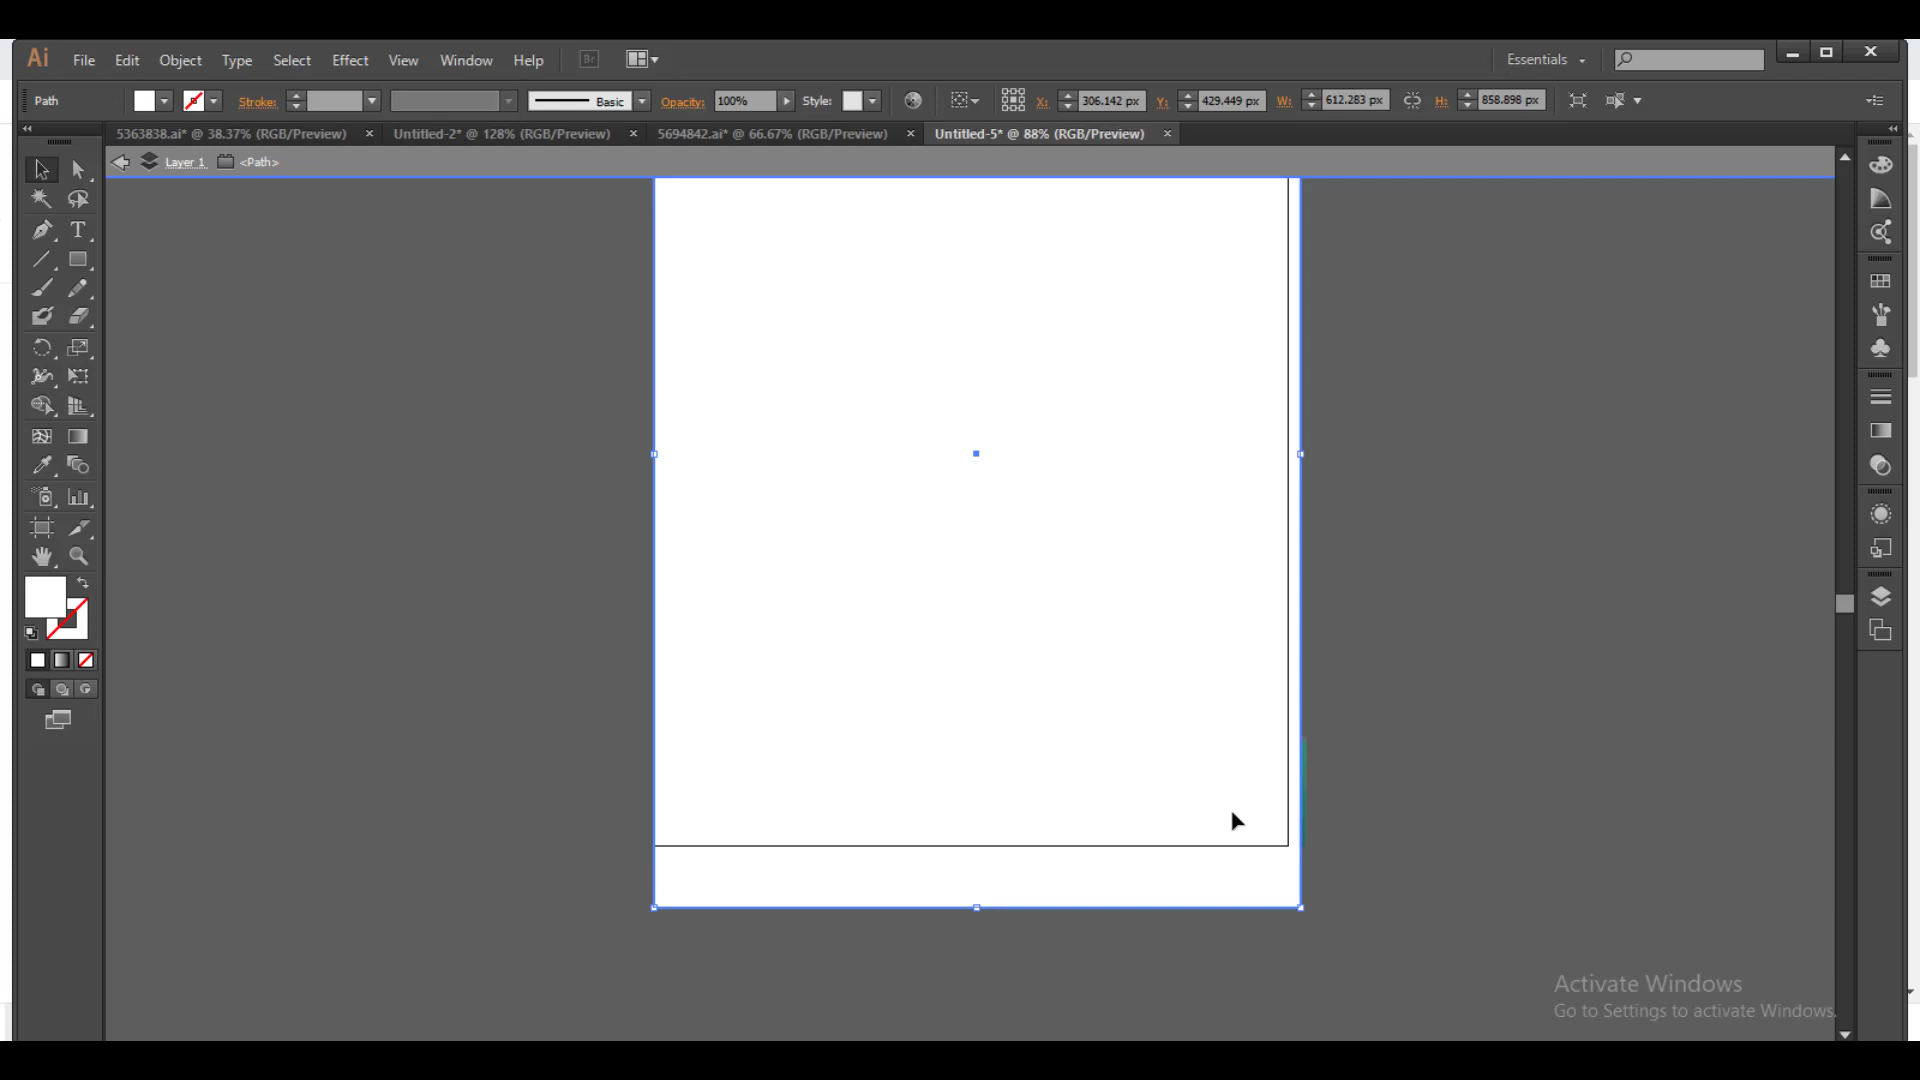 Ai File Edit Object Type Select Effect View Window Help Br Essentials
Path Stroke: Basic Opacity: 100% Style: X: 306.142 px Y: 429.449 px W: 612.283 px H: 858.898 px
5363838.ai* @ 38.37% (RGB/Preview) Untitled-2* @ 128% (RGB/Preview) 5694842.ai* @ 66.67% (RGB/Preview) Untitled-5* @ 88% (RGB/Preview)
Layer 1 <Path>
Activate Windows
Go to Settings to activate Windows.